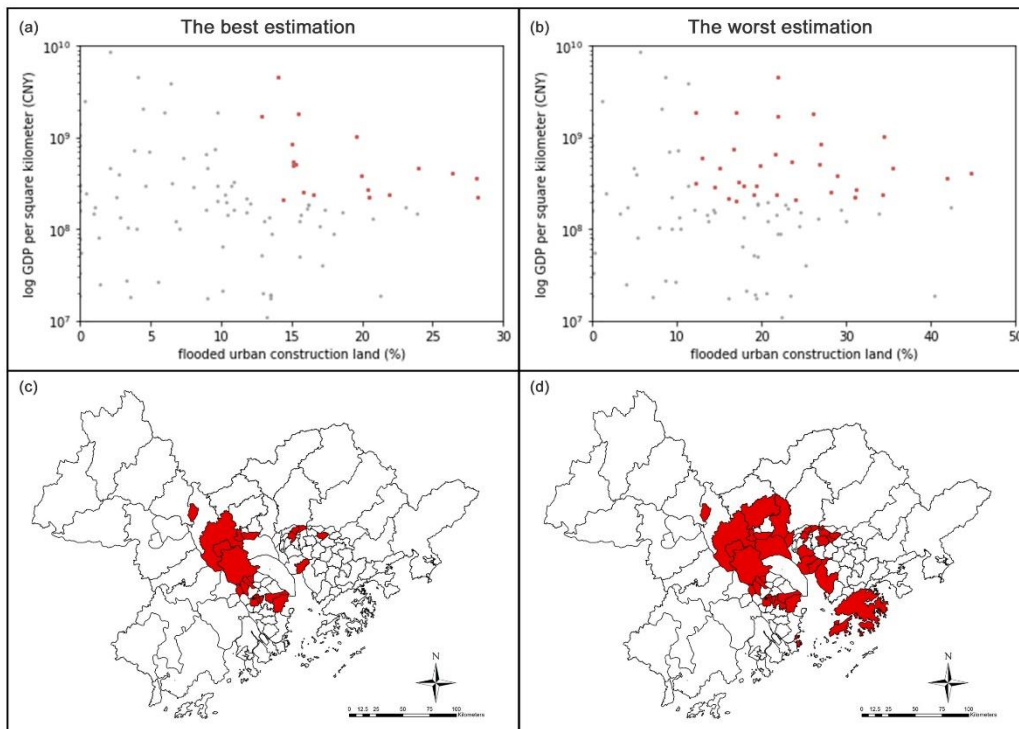 (a) The best estimation
10^10
10^9
10^8
10^7
log GDP per square kilometer (CNY)
0 5 10 15 20 25 30
flooded urban construction land (%)
(b) The worst estimation
10^10
10^9
10^8
10^7
log GDP per square kilometer (CNY)
0 10 20 30 40 50
flooded urban construction land (%)
(c)
N
0 12.5 25 50 75 100
Kilometers
(d)
N
0 12.5 25 50 75 100
Kilometers